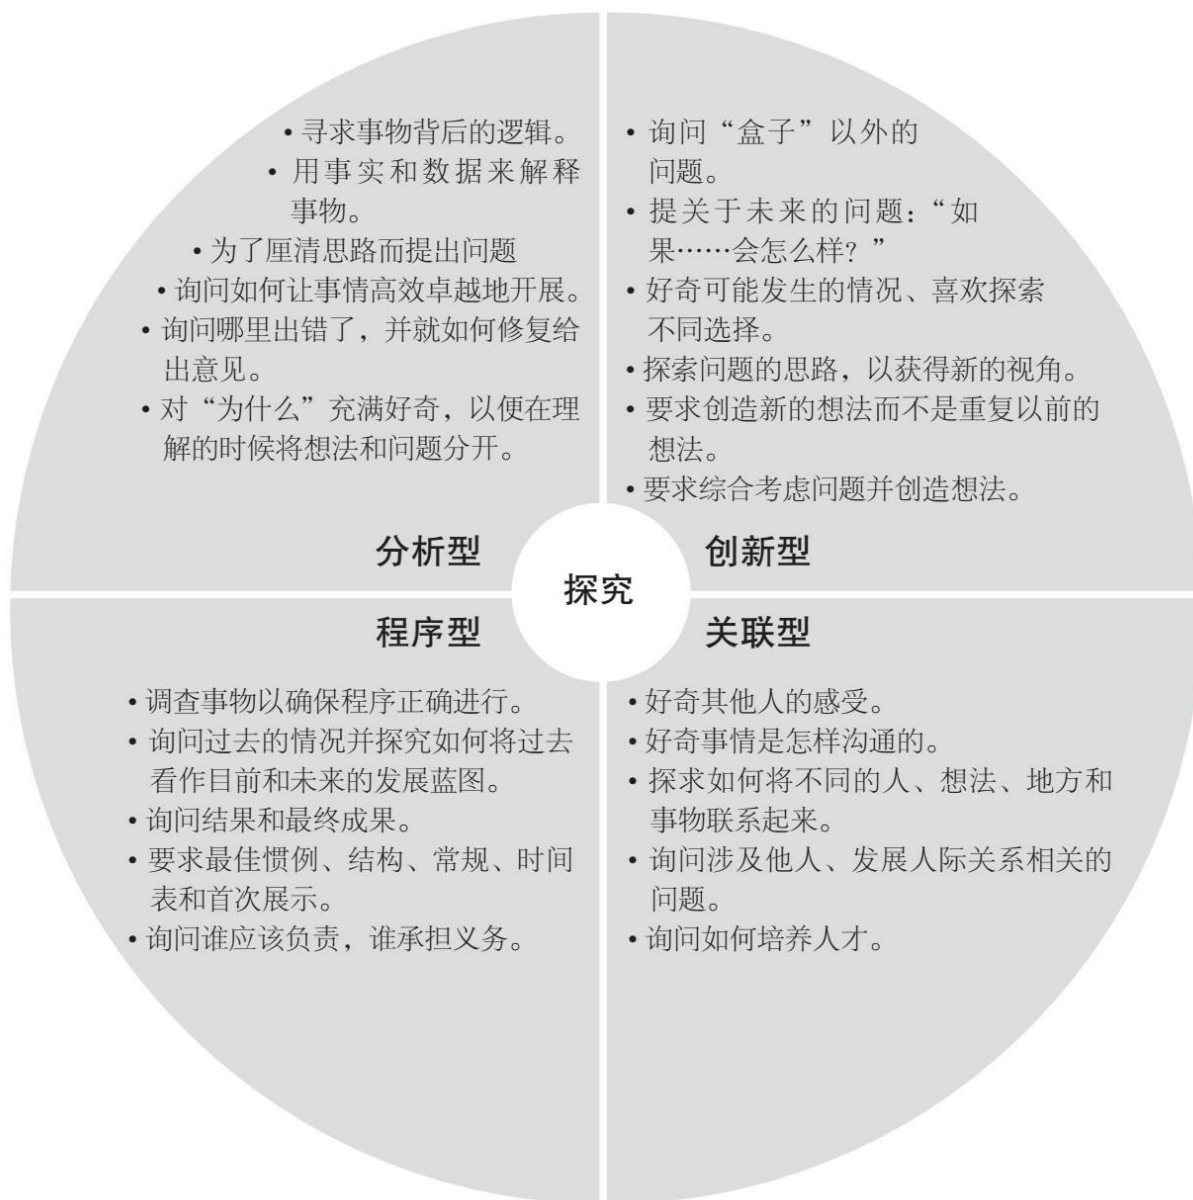 • 寻求事物背后的逻辑。
• 用事实和数据来解释
事物。
• 为了厘清思路而提出问题
• 询问如何让事情高效卓越地开展。
• 询问哪里出错了，并就如何修复给
出意见。
• 对“为什么”充满好奇，以便在理
解的时候将想法和问题分开。
分析型
• 询问“盒子”以外的
问题。
• 提关于未来的问题：“如
果……会怎么样？”
• 好奇可能发生的情况、喜欢探索
不同选择。
• 探索问题的思路，以获得新的视角。
• 要求创造新的想法而不是重复以前的
想法。
• 要求综合考虑问题并创造想法。
创新型
探究
程序型
• 调查事物以确保程序正确进行。
• 询问过去的情况并探究如何将过去
看作目前和未来的发展蓝图。
• 询问结果和最终成果。
• 要求最佳惯例、结构、常规、时间
表和首次展示。
• 询问谁应该负责，谁承担义务。
关联型
• 好奇其他人的感受。
• 好奇事情是怎样沟通的。
• 探求如何将不同的人、想法、地方和
事物联系起来。
• 询问涉及他人、发展人际关系相关的
问题。
• 询问如何培养人才。